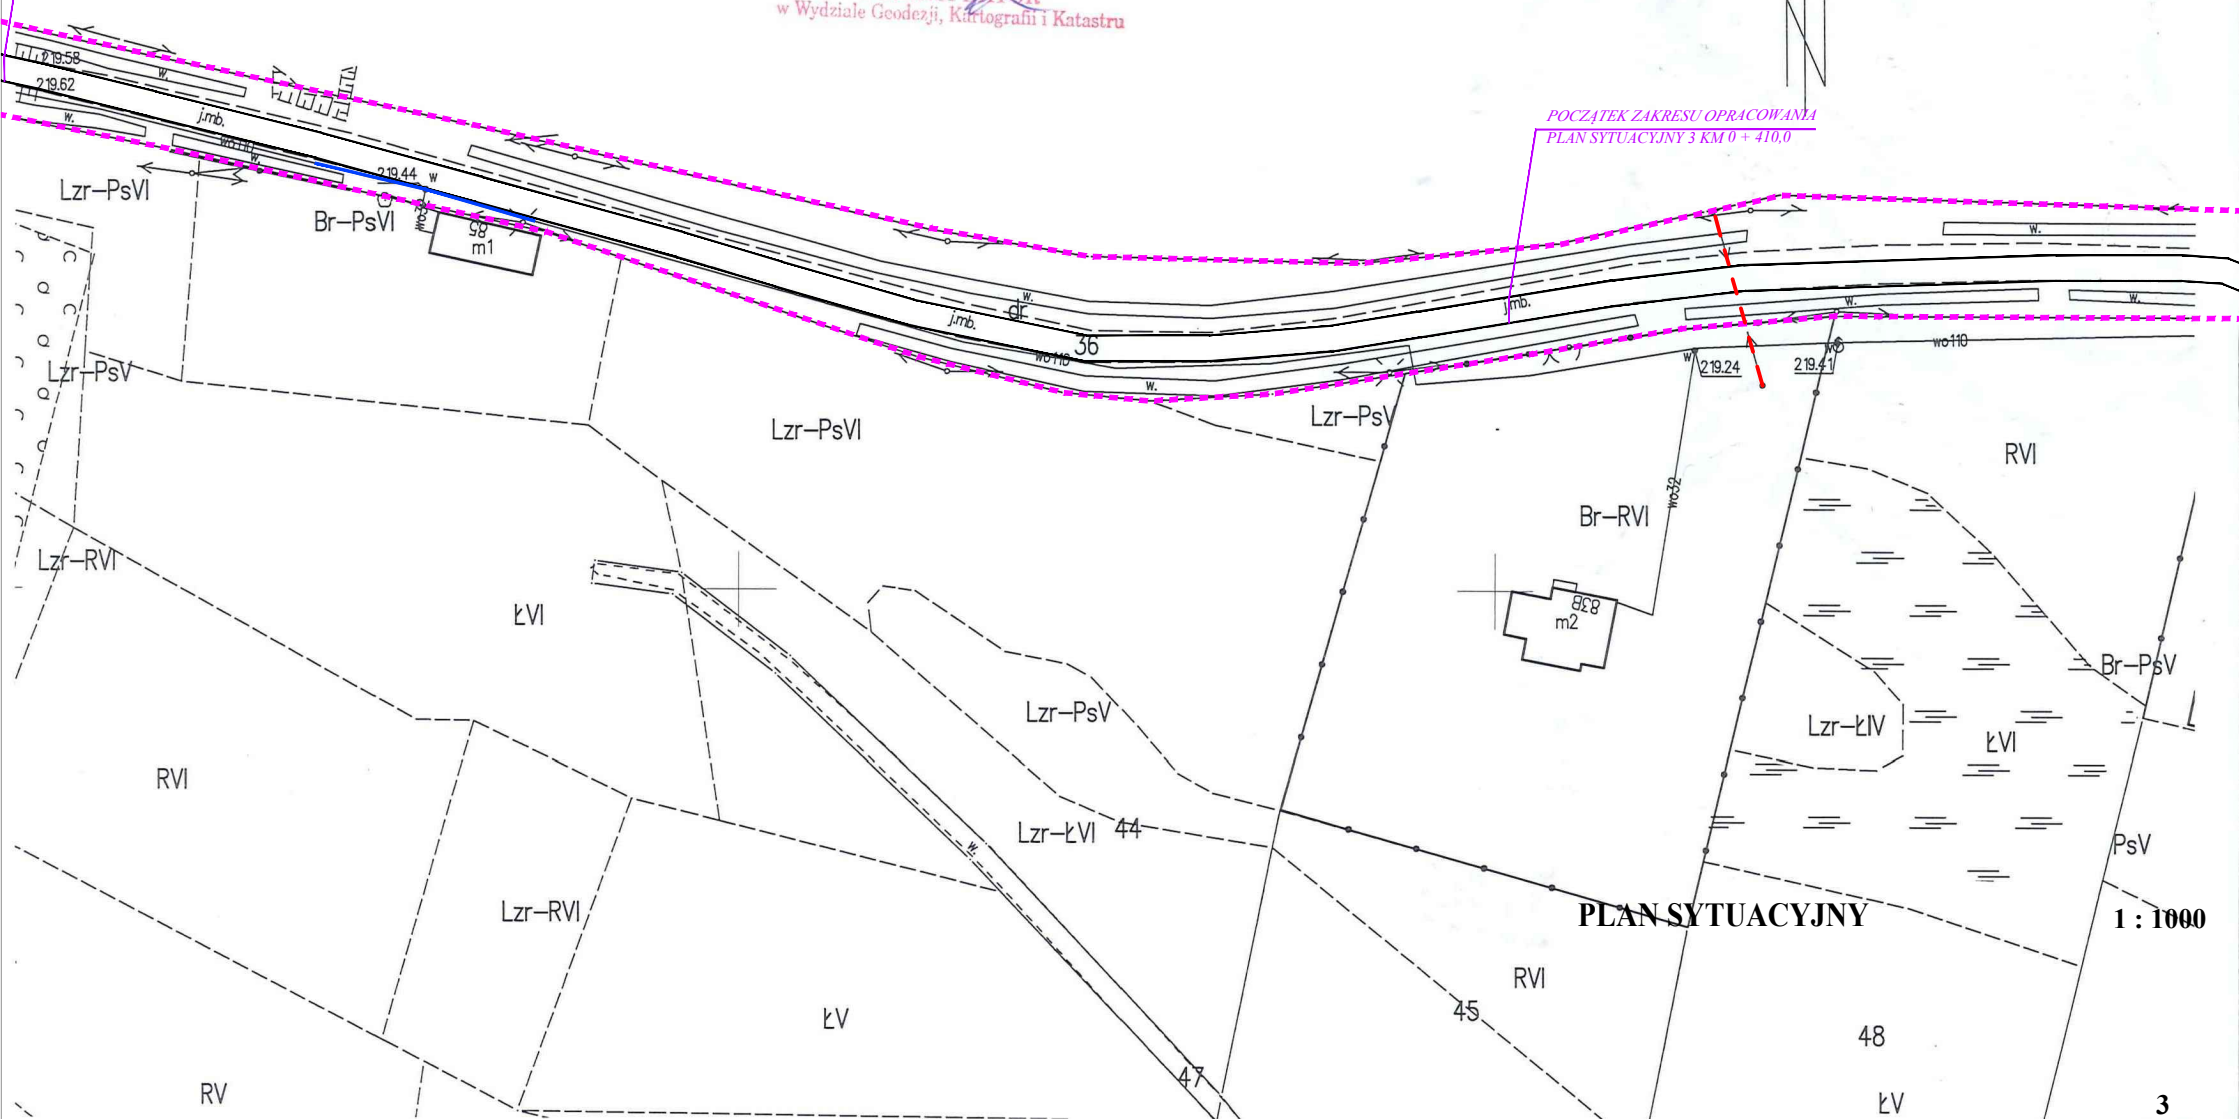 w Wydziale Geodezji, Kartografii i Katastru
219.58
w.
219.62
w.
j.mb.
POCZĄTEK ZAKRESU OPRACOWANIA
PLAN SYTUACYJNY 3 KM 0 + 410,0
wo110
w.
219.44
w
Lzr-PsVI
Br-PsVI
85
m1
w.
w.
dr
j.mb.
j.mb.
w.
w.
36
wo110
w.
wo110
w
219.24
219.41
Lzr-PsV
Lzr-PsVI
Lzr-PsV
RVI
wo32
Br-RVI
Lzr-RVI
ŁVI
83B
m2
Br-PsV
Lzr-PsV
Lzr-ŁIV
ŁVI
RVI
Lzr-ŁVI
44
w.
PsV
Lzr-RVI
PLAN SYTUACYJNY
1 : 1000
RVI
45
ŁV
48
47
RV
ŁV
3